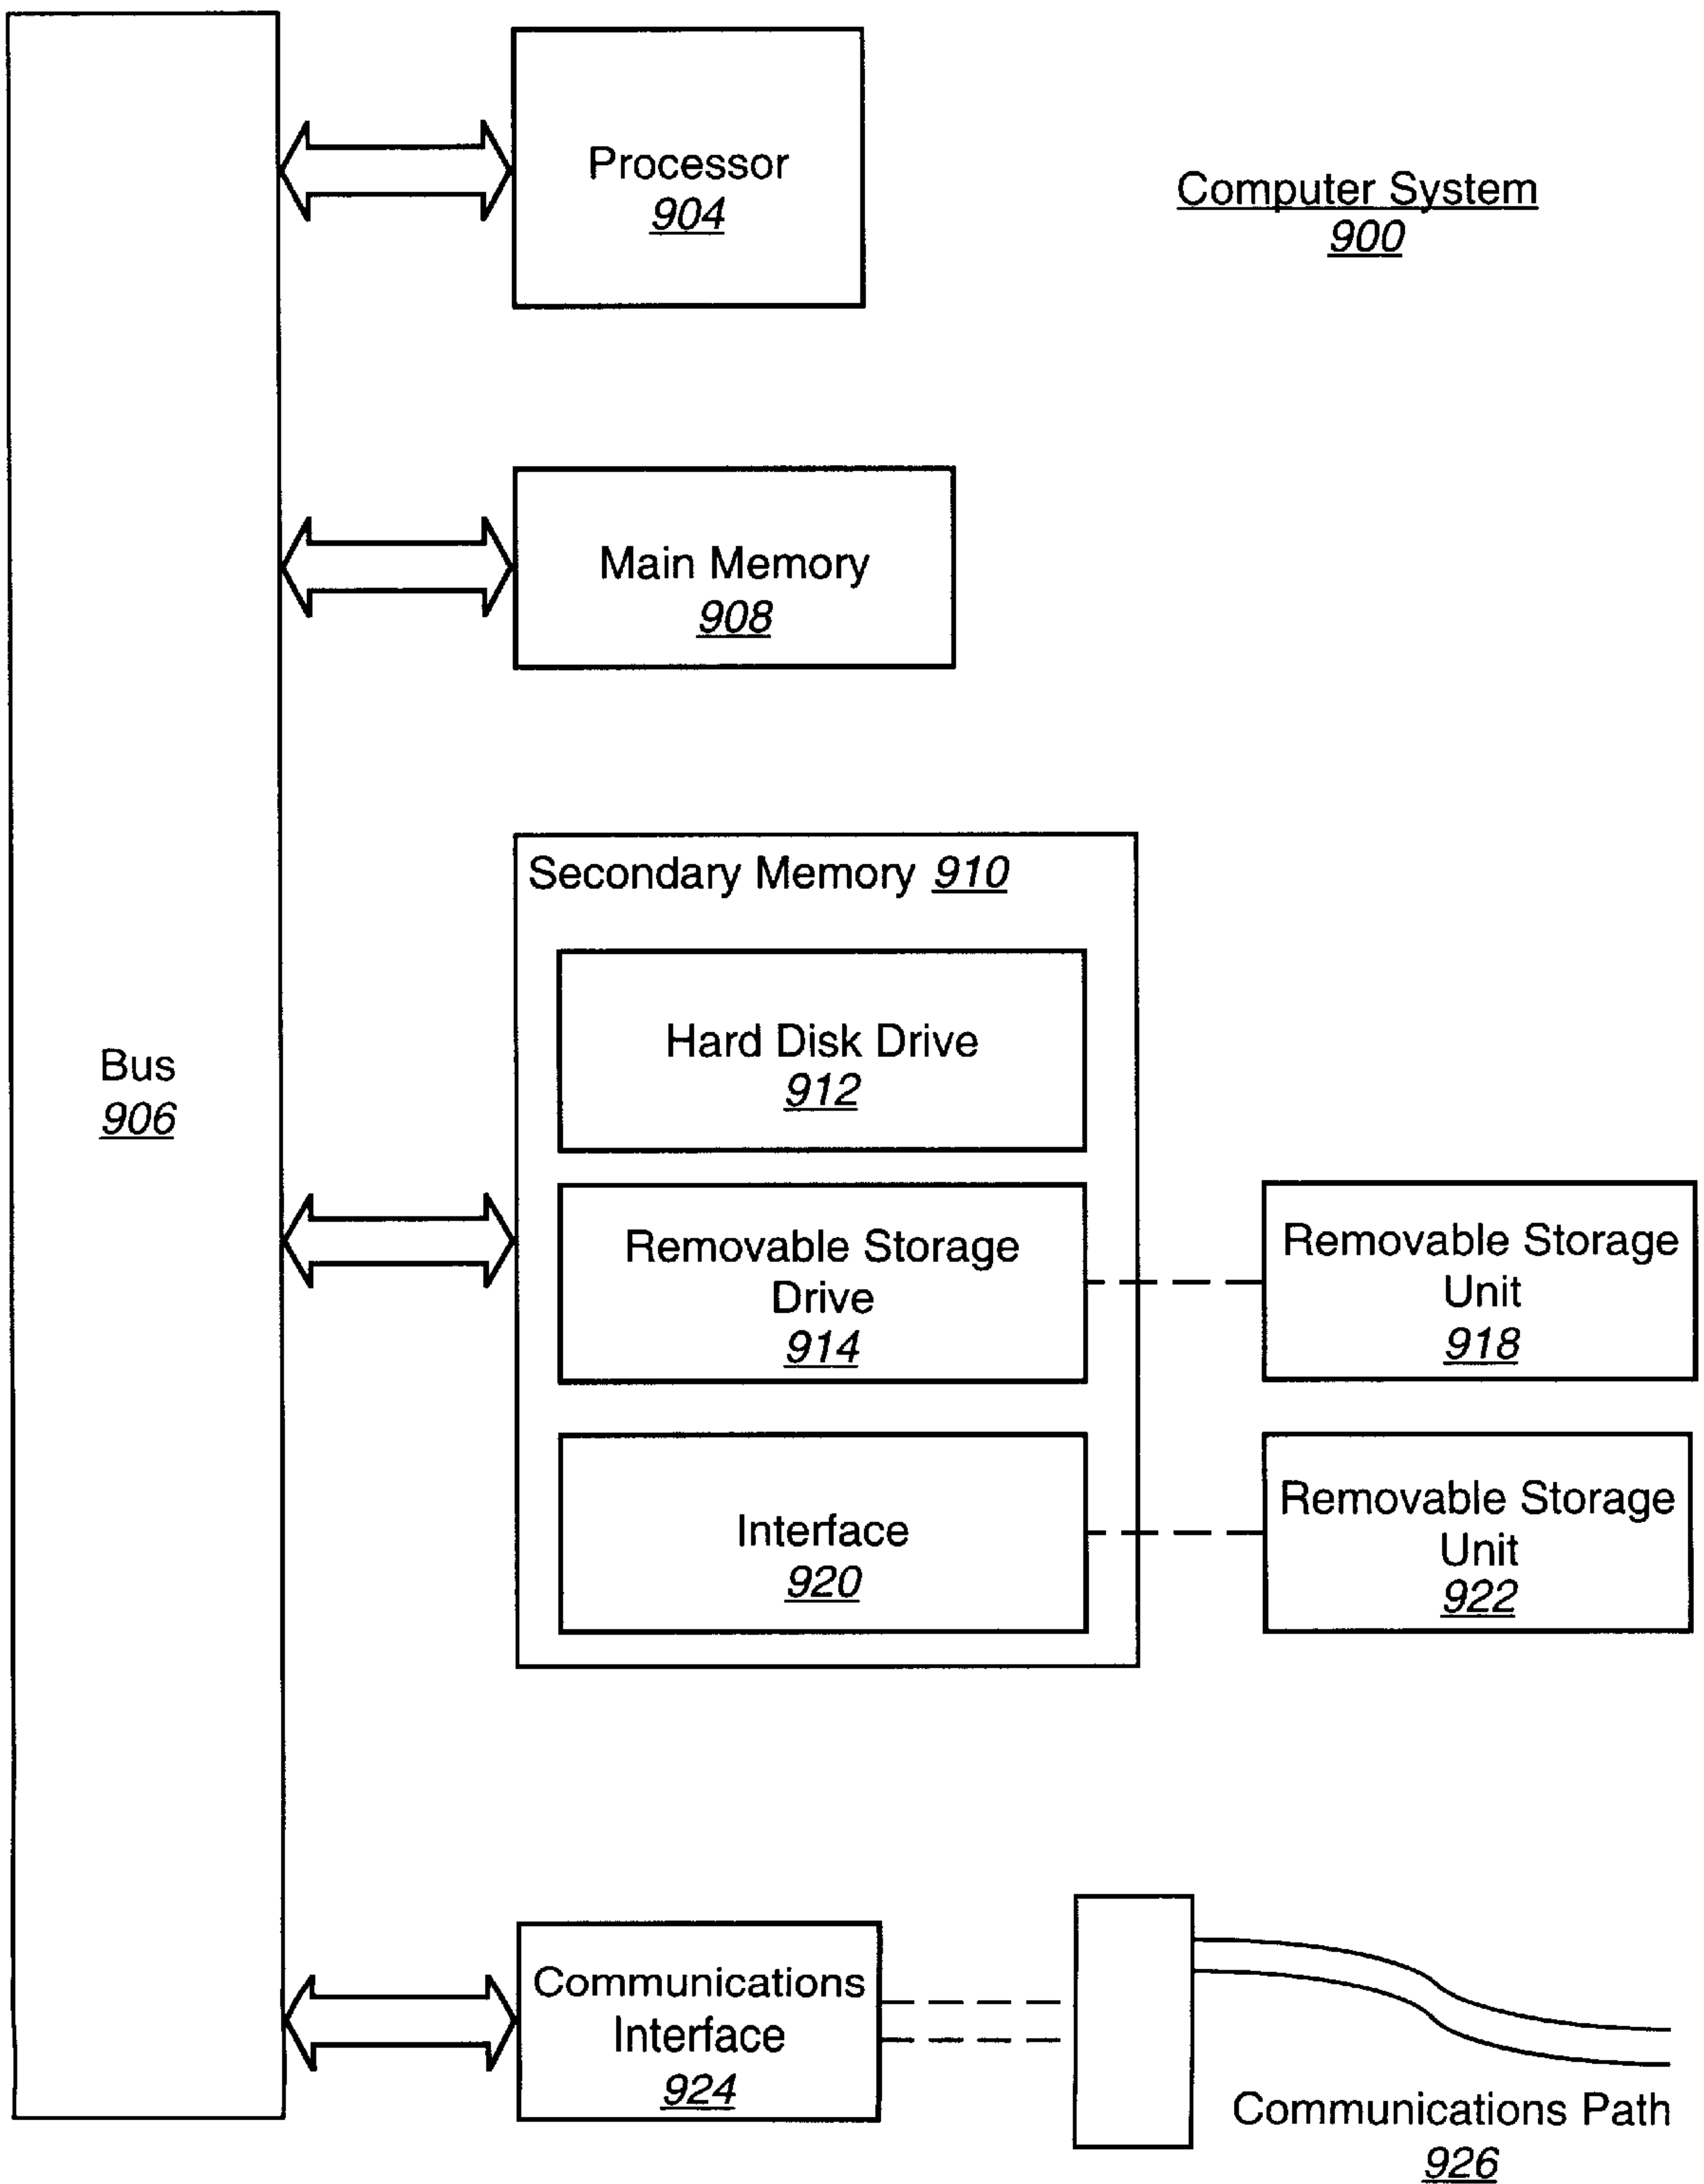 Processor
904
Computer System
900
Main Memory
908
Secondary Memory 910
Hard Disk Drive
912
Bus
906
Removable Storage
Drive
914
Removable Storage
Unit
918
Interface
920
Removable Storage
Unit
922
Communications
Interface
924
Communications Path
926